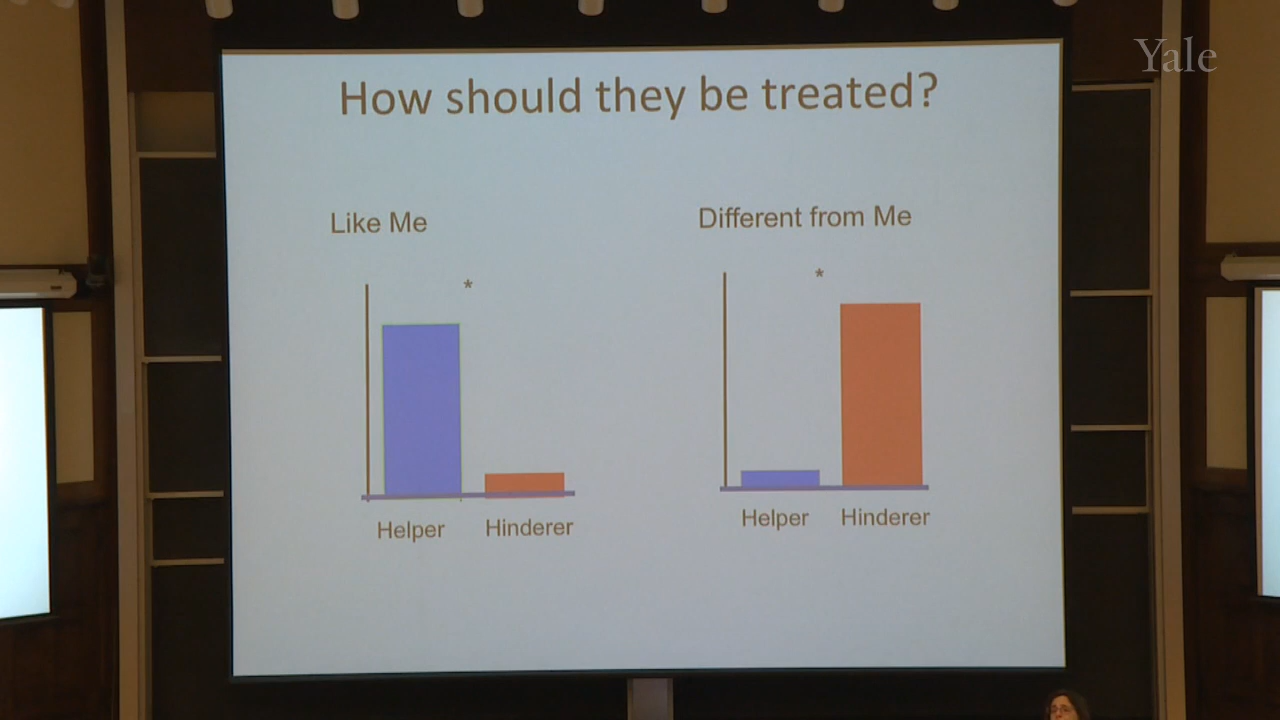 Yale
How should they be treated?
Like Me
Different from Me
*
*
Helper
Hinderer
Helper
Hinderer